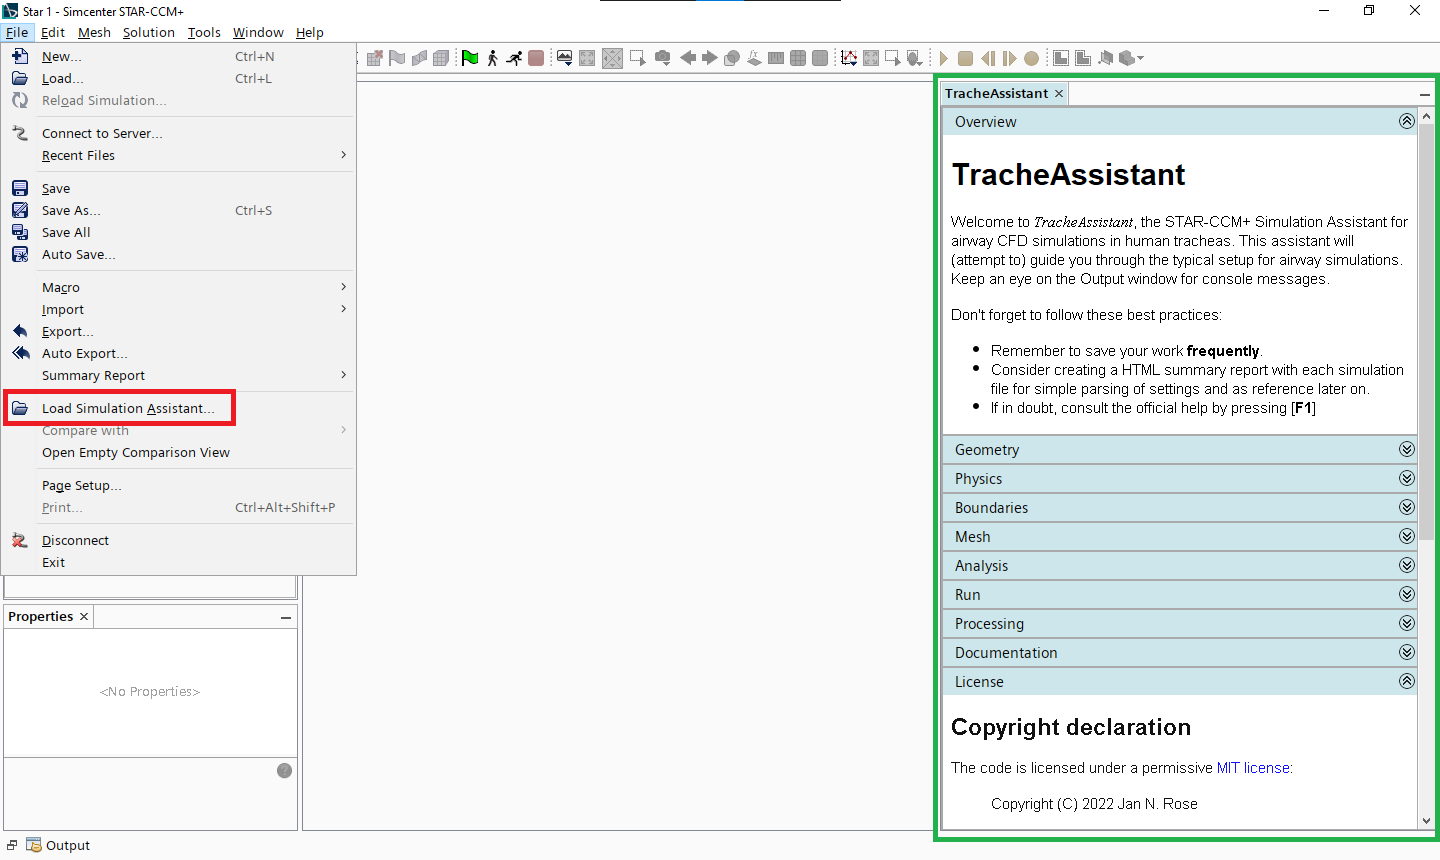 Star 1 - Simcenter STAR-CCM+
File Edit Mesh Solution Tools Window Help
New... Ctrl+N
Load... Ctrl+L
Reload Simulation...
Connect to Server...
Recent Files
Save
Save As... Ctrl+S
Save All
Auto Save...
Macro
Import
Export...
Auto Export...
Summary Report
Load Simulation Assistant...
Compare with
Open Empty Comparison View
Page Setup...
Print... Ctrl+Alt+Shift+P
Disconnect
Exit
Properties
<No Properties>
Output
TracheAssistant
Overview
TracheAssistant
Welcome to TracheAssistant, the STAR-CCM+ Simulation Assistant for
airway CFD simulations in human tracheas. This assistant will
(attempt to) guide you through the typical setup for airway simulations.
Keep an eye on the Output window for console messages.
Don't forget to follow these best practices:
• Remember to save your work frequently.
• Consider creating a HTML summary report with each simulation
file for simple parsing of settings and as reference later on.
• If in doubt, consult the official help by pressing [F1]
Geometry
Physics
Boundaries
Mesh
Analysis
Run
Processing
Documentation
License
Copyright declaration
The code is licensed under a permissive MIT license:
Copyright (C) 2022 Jan N. Rose